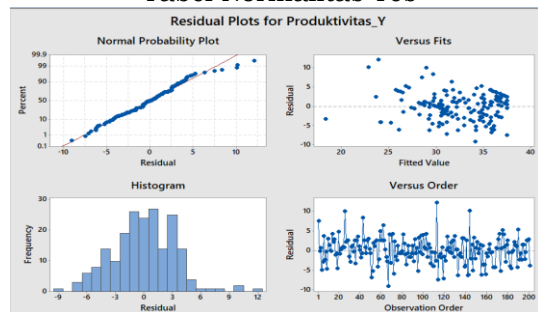 Residual Plots for Produktivitas_Y
Normal Probability Plot
99.9
99
90
50
10
1
0.1
Percent
-10 -5 0 5 10
Residual
Versus Fits
10
5
0
-5
-10
Residual
20 25 30 35 40
Fitted Value
Histogram
30
20
10
0
Frequency
-9 -6 -3 0 3 6 9 12
Residual
Versus Order
10
5
0
-5
-10
Residual
1 20 40 60 80 100 120 140 160 180 200
Observation Order